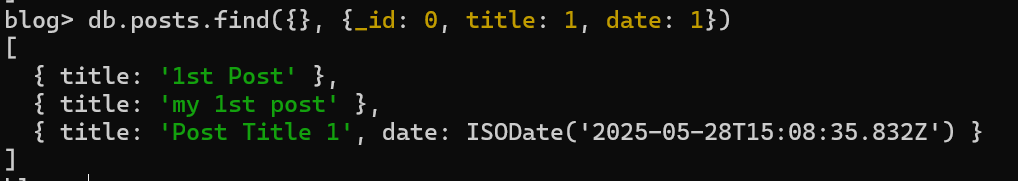 blog> db.posts.find({}, {_id: 0, title: 1, date: 1})
[
  { title: '1st Post' },
  { title: 'my 1st post' },
  { title: 'Post Title 1', date: ISODate('2025-05-28T15:08:35.832Z') }
]